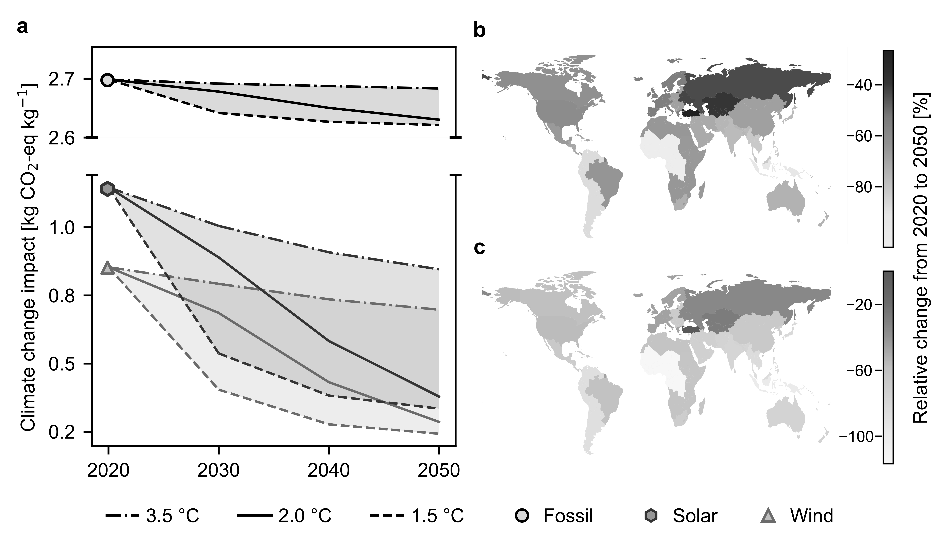 a
Climate change impact [kg CO₂-eq kg⁻¹]
2.7
2.6
1.0
0.8
0.5
0.2
2020 2030 2040 2050
b
−40
−60
−80
c
−20
−60
−100
Relative change from 2020 to 2050 [%]
3.5 °C 2.0 °C 1.5 °C Fossil Solar Wind